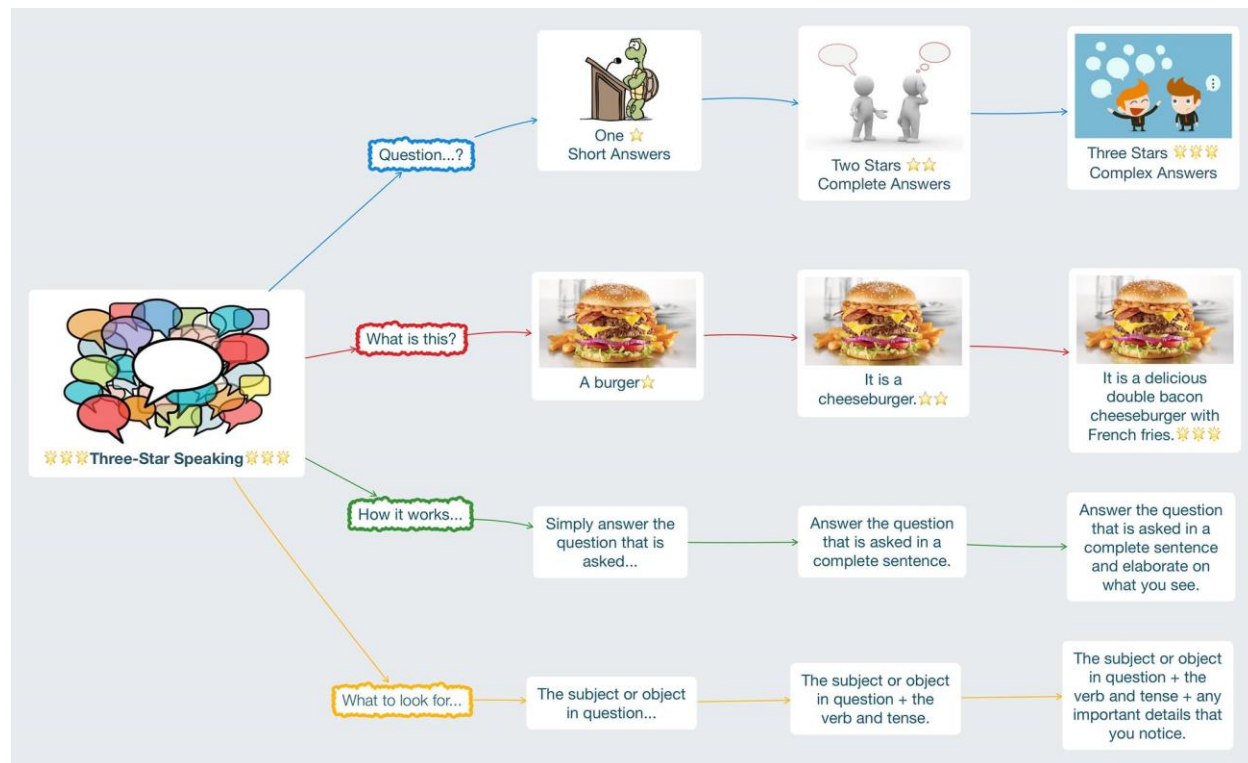 Question...?
One ⭐
Short Answers
Two Stars ⭐⭐
Complete Answers
Three Stars 🌟🌟🌟
Complex Answers
🌟🌟🌟Three-Star Speaking🌟🌟🌟
What is this?
A burger⭐
It is a
cheeseburger.⭐⭐
It is a delicious
double bacon
cheeseburger with
French fries.🌟🌟🌟
How it works...
Simply answer the
question that is
asked...
Answer the question
that is asked in a
complete sentence.
Answer the question
that is asked in a
complete sentence
and elaborate on
what you see.
What to look for...
The subject or object
in question...
The subject or object
in question + the
verb and tense.
The subject or object
in question + the
verb and tense + any
important details that
you notice.